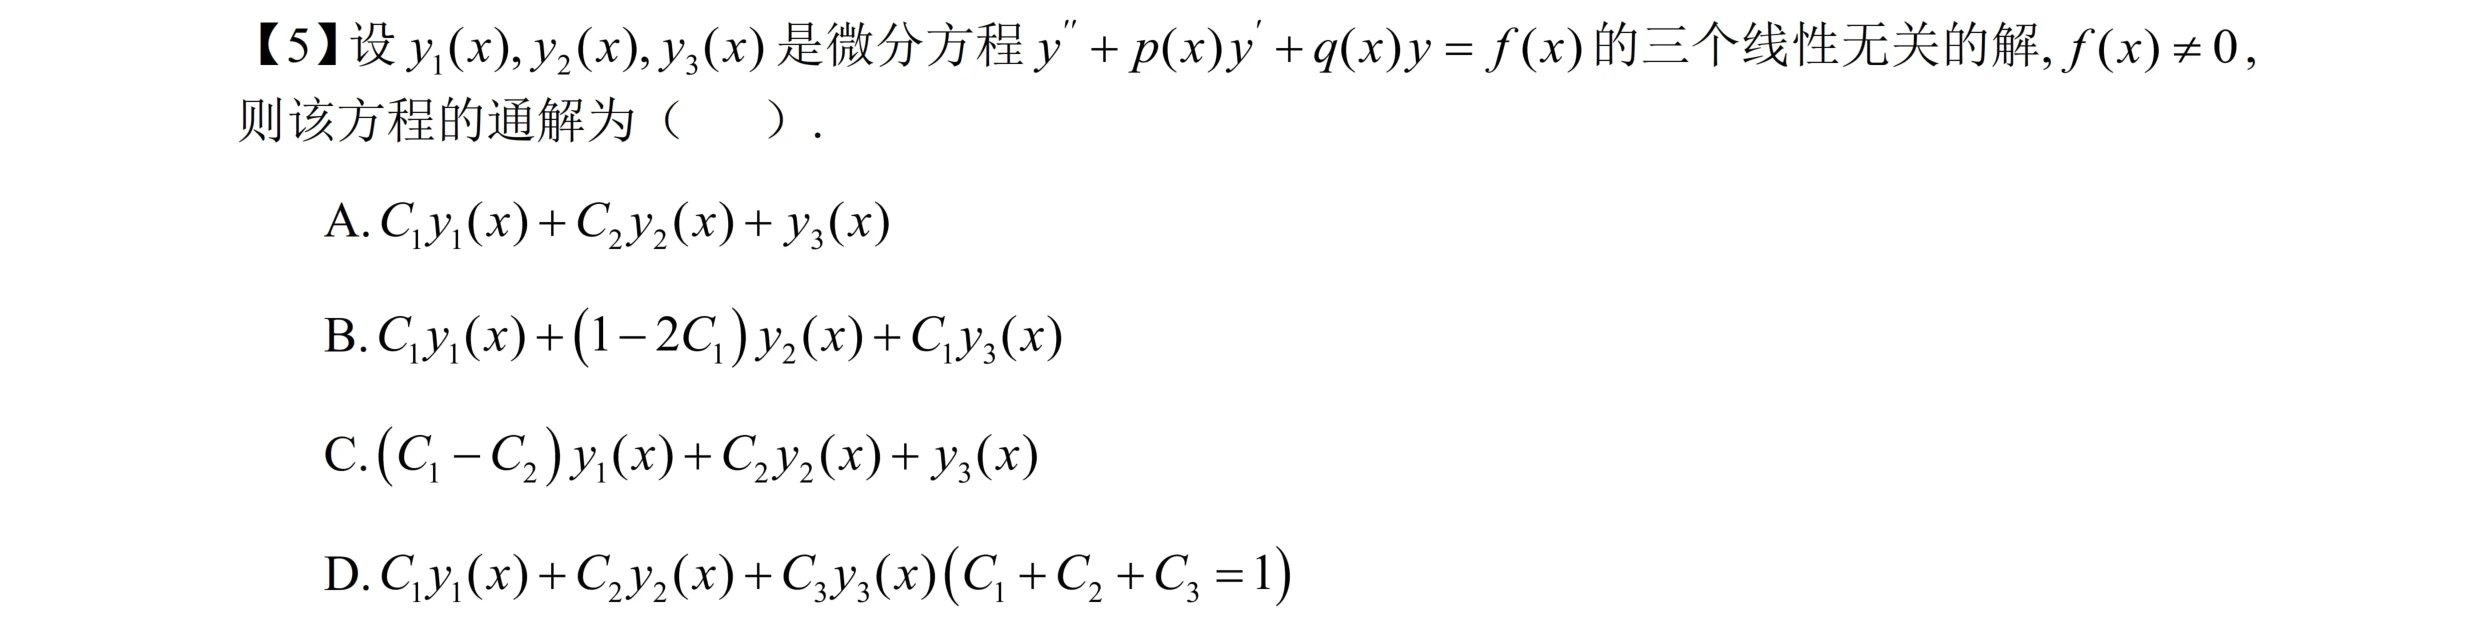 【5】设 y₁(x), y₂(x), y₃(x) 是微分方程 y″ + p(x)y′ + q(x)y = f(x) 的三个线性无关的解, f(x) ≠ 0,
则该方程的通解为（　　）.
A. C₁y₁(x) + C₂y₂(x) + y₃(x)
B. C₁y₁(x) + (1 − 2C₁)y₂(x) + C₁y₃(x)
C. (C₁ − C₂)y₁(x) + C₂y₂(x) + y₃(x)
D. C₁y₁(x) + C₂y₂(x) + C₃y₃(x)(C₁ + C₂ + C₃ = 1)